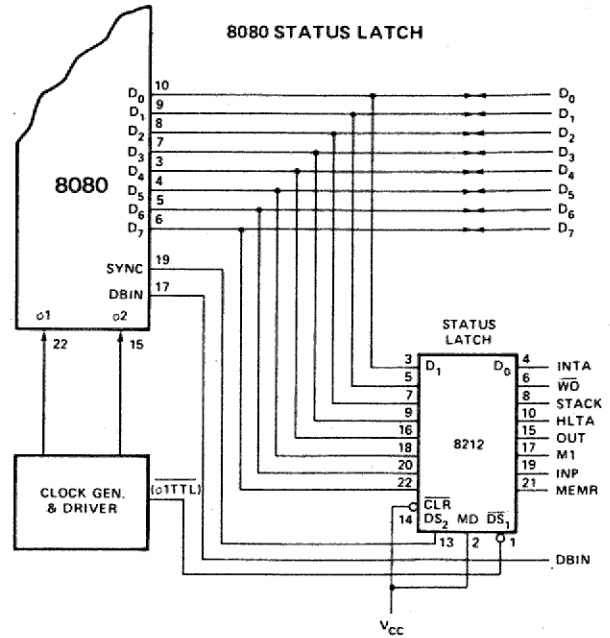 8080 STATUS LATCH
8080
D0 10 D0
D1 9 D1
D2 8 D2
D3 7 D3
D4 3 D4
D5 4 D5
D6 5 D6
D7 6 D7
SYNC 19
DBIN 17
ø1 ø2
22 15
STATUS
LATCH
3 D1 D0 4 INTA
5 6 WO
7 8 STACK
9 10 HLTA
16 15 OUT
18 8212 17 M1
20 19 INP
22 21 MEMR
CLOCK GEN.
& DRIVER
(ø1TTL)
CLR
14 DS2 MD DS1
13 2 1
DBIN
VCC